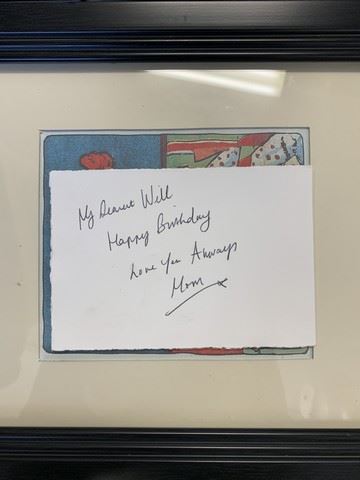 My Dearest Will
Happy Birthday
Love You Always
Mom x